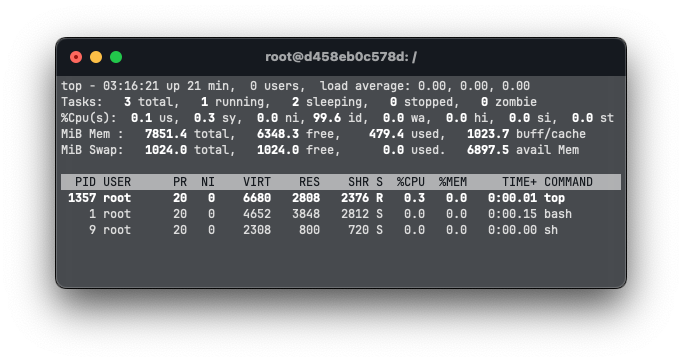 root@d458eb0c578d: /
top - 03:16:21 up 21 min,  0 users,  load average: 0.00, 0.00, 0.00
Tasks:   3 total,   1 running,   2 sleeping,   0 stopped,   0 zombie
%Cpu(s):  0.1 us,  0.3 sy,  0.0 ni, 99.6 id,  0.0 wa,  0.0 hi,  0.0 si,  0.0 st
MiB Mem :   7851.4 total,   6348.3 free,    479.4 used,   1023.7 buff/cache
MiB Swap:   1024.0 total,   1024.0 free,      0.0 used.   6897.5 avail Mem
  PID USER      PR  NI    VIRT    RES    SHR S  %CPU  %MEM     TIME+ COMMAND
 1357 root      20   0    6680   2808   2376 R   0.3   0.0   0:00.01 top
    1 root      20   0    4652   3848   2812 S   0.0   0.0   0:00.15 bash
    9 root      20   0    2308    800    720 S   0.0   0.0   0:00.00 sh